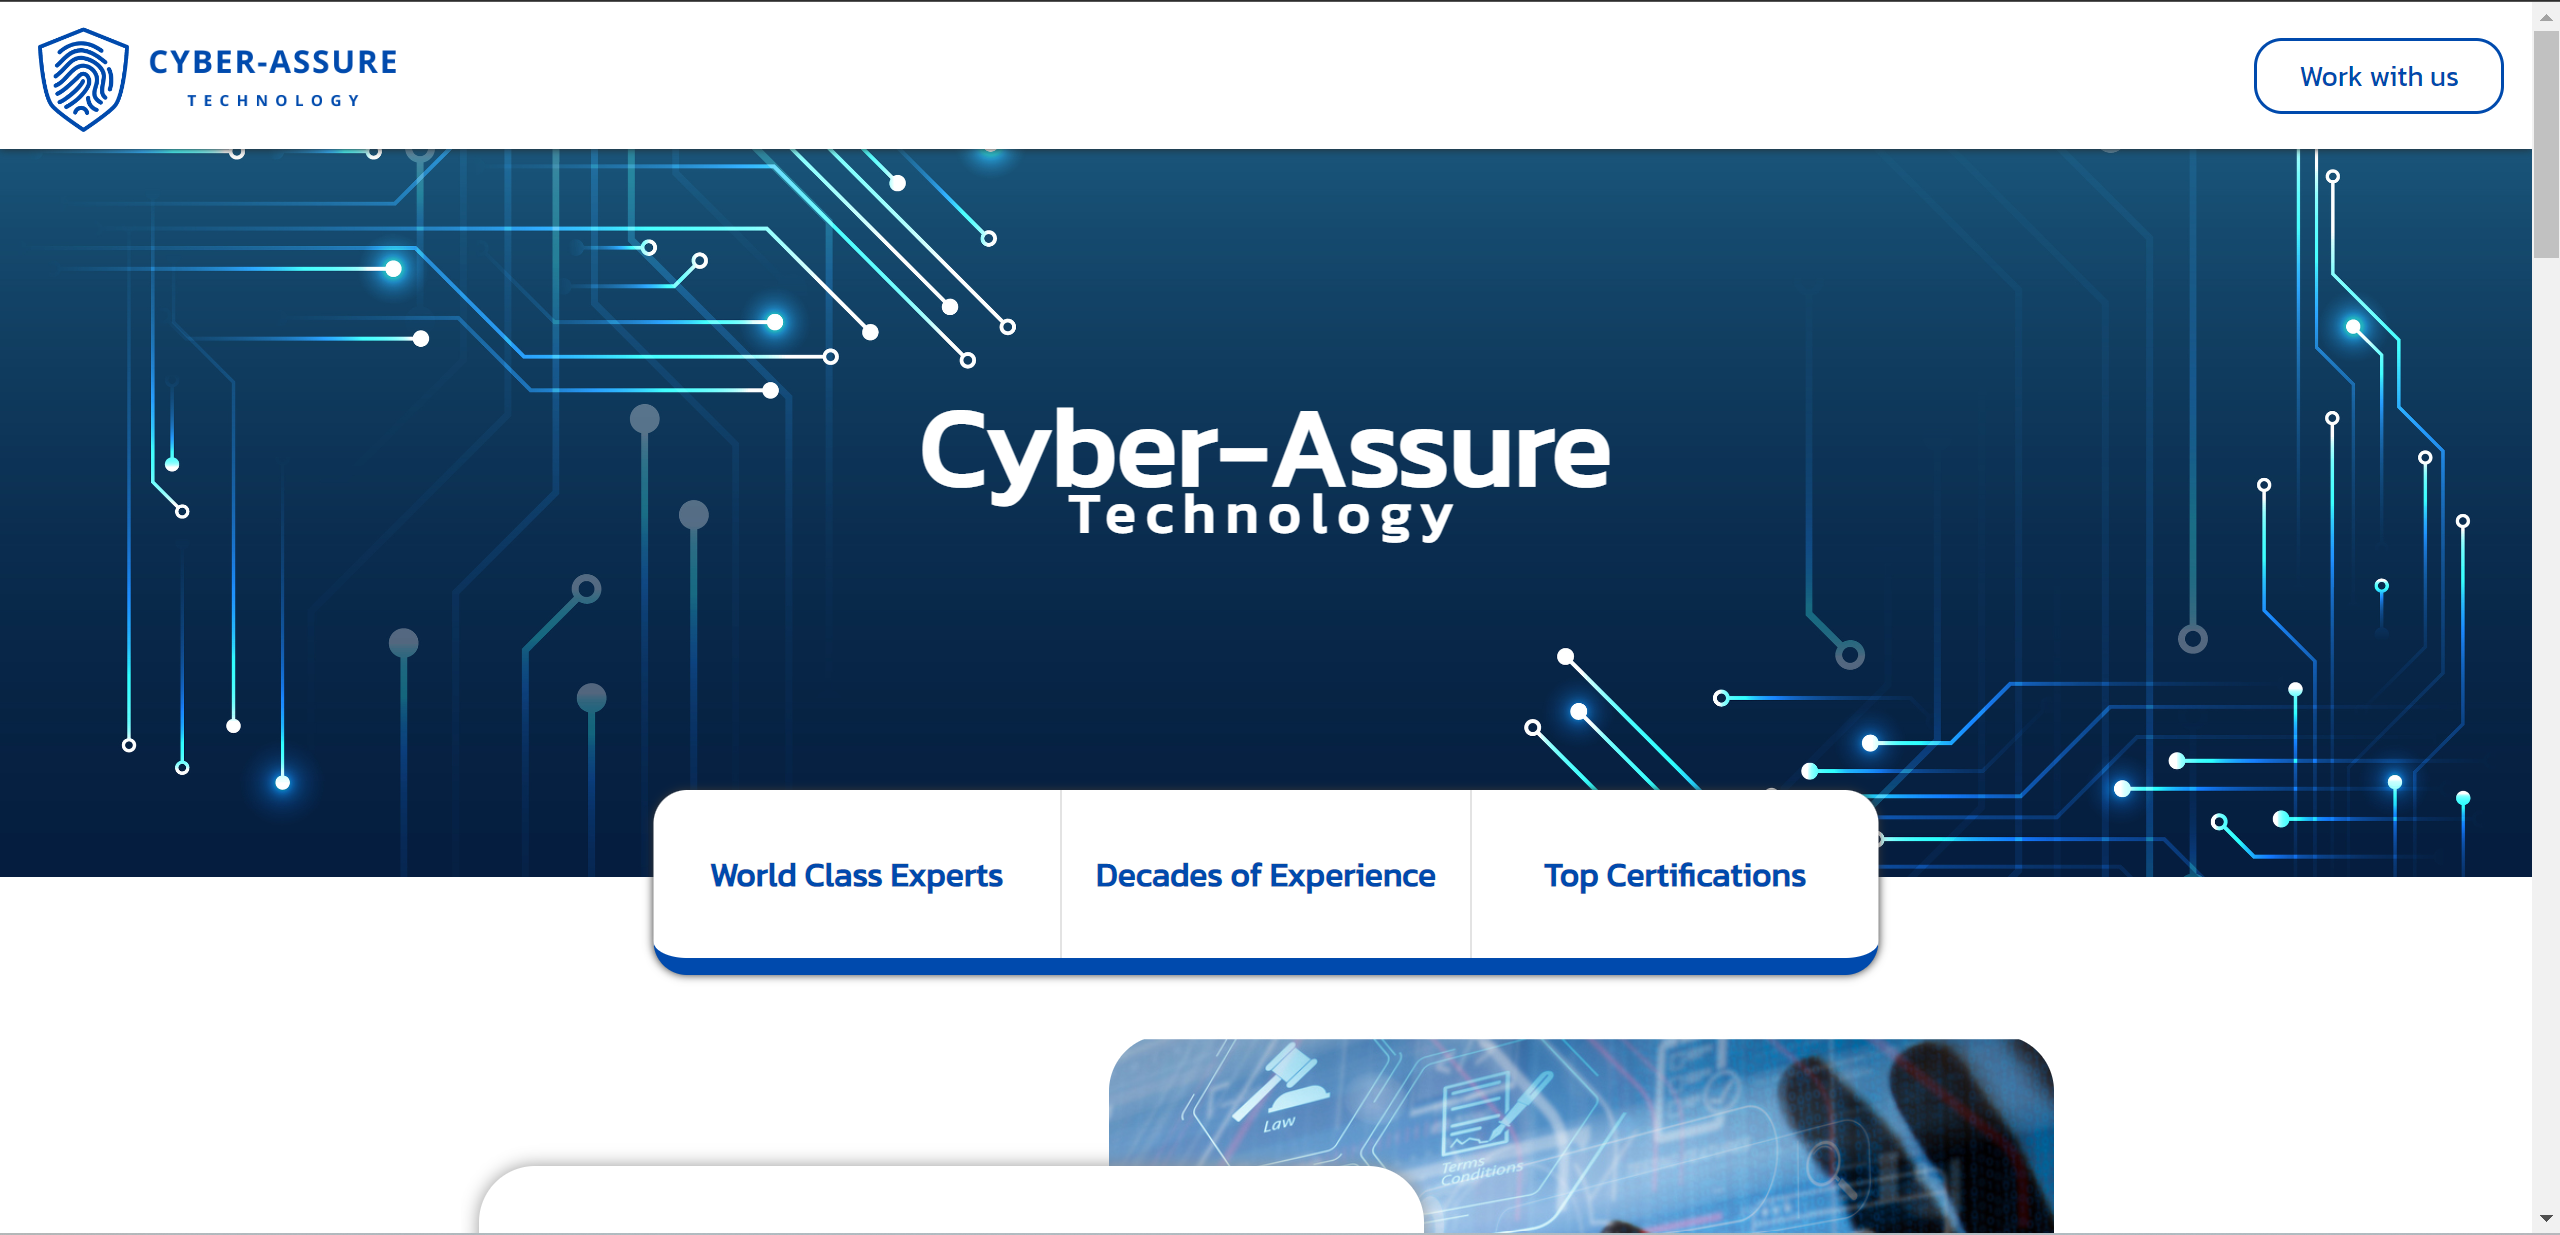 CYBER-ASSURE
TECHNOLOGY
Work with us
Cyber-Assure
Technology
World Class Experts
Decades of Experience
Top Certifications
Law
Terms
Conditions